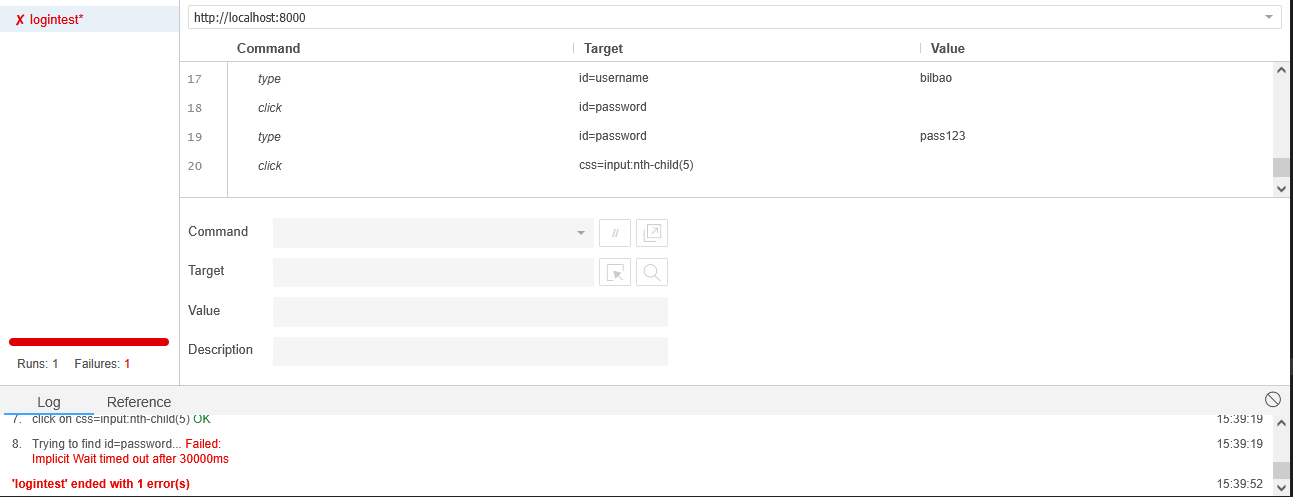 ✗ logintest*
http://localhost:8000
Command Target Value
17 type id=username bilbao
18 click id=password
19 type id=password pass123
20 click css=input:nth-child(5)
Command //
Target
Value
Description
Runs: 1 Failures: 1
Log Reference
7. click on css=input:nth-child(5) OK 15:39:19
8. Trying to find id=password... Failed: 15:39:19
Implicit Wait timed out after 30000ms
'logintest' ended with 1 error(s) 15:39:52